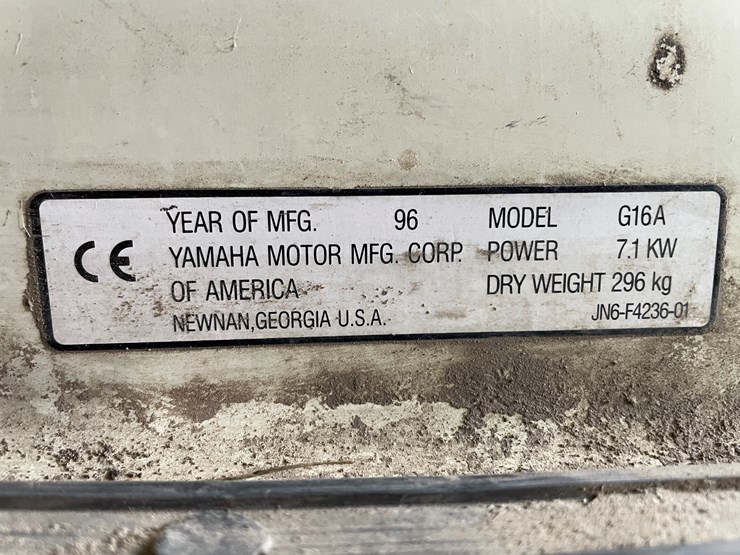 CE
YEAR OF MFG. 96 MODEL G16A
YAMAHA MOTOR MFG. CORP. POWER 7.1 KW
OF AMERICA DRY WEIGHT 296 kg
NEWNAN,GEORGIA U.S.A. JN6-F4236-01